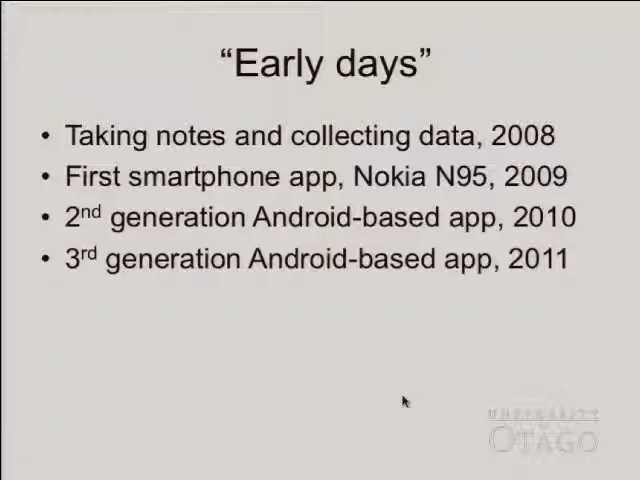 “Early days”
• Taking notes and collecting data, 2008
• First smartphone app, Nokia N95, 2009
• 2nd generation Android-based app, 2010
• 3rd generation Android-based app, 2011
UNIVERSITY
OTAGO